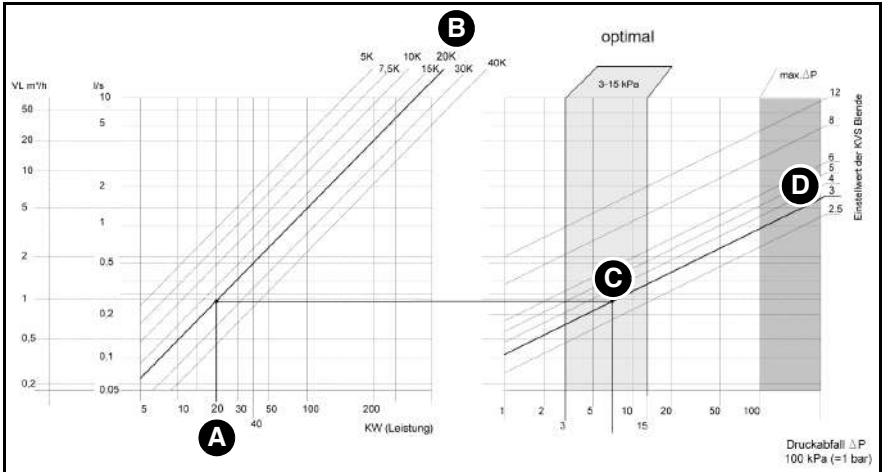 B
optimal
5K 10K 20K
7,5K 15K 30K 40K
3-15 kPa
max.ΔP
VL m³/h
l/s
50
20
10
5
2
1
0,5
0,2
10
5
2
1
0,5
0,2
0,1
0,05
5 10 20 30 50 100 200
40
A
KW (Leistung)
C
D
12
8
6
5
4
3
2.5
Einstellwert der KVS Blende
1 2 5 10 20 50 100
3 15
Druckabfall Δ P
100 kPa (=1 bar)